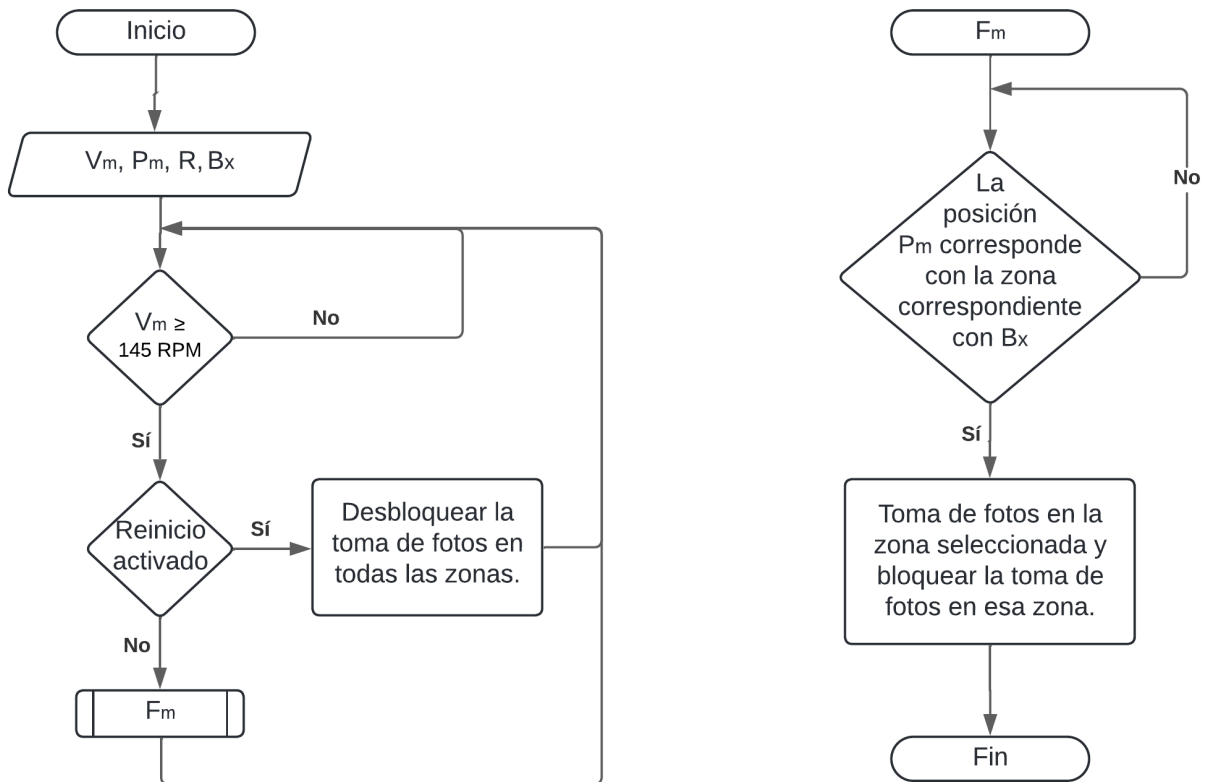 Inicio
Vm, Pm, R, Bx
Vm ≥
145 RPM
No
Sí
Reinicio
activado
Sí
Desbloquear la
toma de fotos en
todas las zonas.
No
Fm
Fm
La
posición
Pm corresponde
con la zona
correspondiente
con Bx
No
Sí
Toma de fotos en la
zona seleccionada y
bloquear la toma de
fotos en esa zona.
Fin